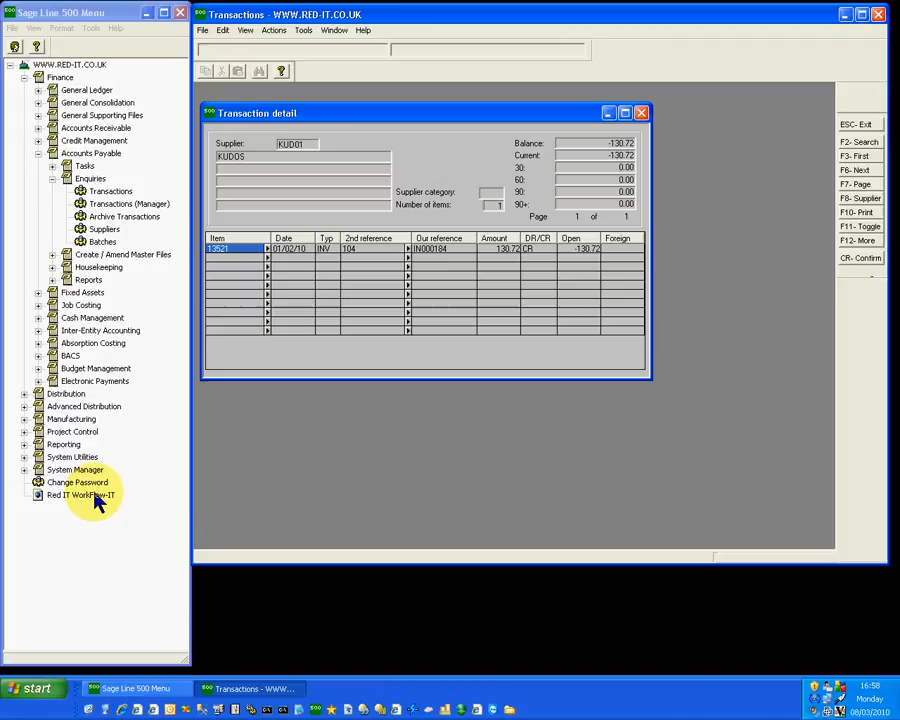 Sage Line 500 Menu
File View Format Tools Help
WWW.RED-IT.CO.UK
Finance
General Ledger
General Consolidation
General Supporting Files
Accounts Receivable
Credit Management
Accounts Payable
Tasks
Enquiries
Transactions
Transactions (Manager)
Archive Transactions
Suppliers
Batches
Create / Amend Master Files
Housekeeping
Reports
Fixed Assets
Job Costing
Cash Management
Inter-Entity Accounting
Absorption Costing
BACS
Budget Management
Electronic Payments
Distribution
Advanced Distribution
Manufacturing
Project Control
Reporting
System Utilities
System Manager
Change Password
Red IT WorkFlow-IT
Transactions - WWW.RED-IT.CO.UK
File Edit View Actions Tools Window Help
Transaction detail
Supplier: KUD01 Balance: -130.72
KUDOS Current: -130.72
30: 0.00
60: 0.00
Supplier category: 90: 0.00
Number of items: 1 90+: 0.00
Page 1 of 1
Item Date Typ 2nd reference Our reference Amount DR/CR Open Foreign
13521 01/02/10 INV 104 IN000184 130.72 CR -130.72
ESC- Exit
F2- Search
F3- First
F6- Next
F7- Page
F8- Supplier
F10- Print
F11- Toggle
F12- More
CR- Confirm
start Sage Line 500 Menu Transactions - WWW....
16:58
Monday
08/03/2010